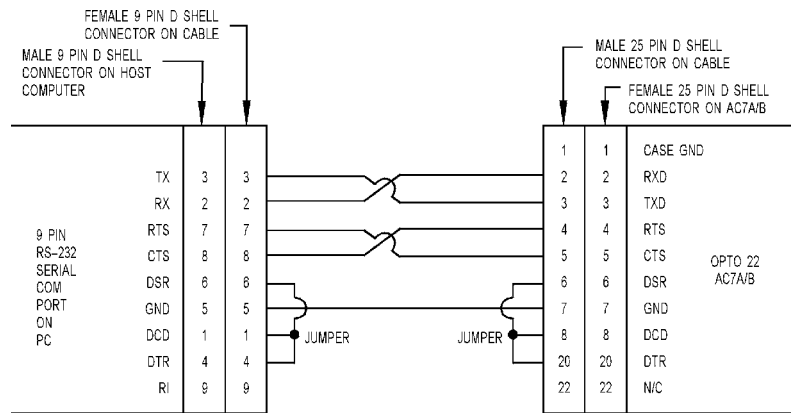 FEMALE 9 PIN D SHELL
CONNECTOR ON CABLE
MALE 9 PIN D SHELL
CONNECTOR ON HOST
COMPUTER
MALE 25 PIN D SHELL
CONNECTOR ON CABLE
FEMALE 25 PIN D SHELL
CONNECTOR ON AC7A/B
1 1 CASE GND
TX 3 3 2 2 RXD
RX 2 2 3 3 TXD
RTS 7 7 4 4 RTS
CTS 8 8 5 5 CTS
DSR 6 6 6 6 DSR
GND 5 5 7 7 GND
DCD 1 1 JUMPER JUMPER 8 8 DCD
DTR 4 4 20 20 DTR
RI 9 9 22 22 N/C
9 PIN
RS-232
SERIAL
COM
PORT
ON
PC
OPTO 22
AC7A/B